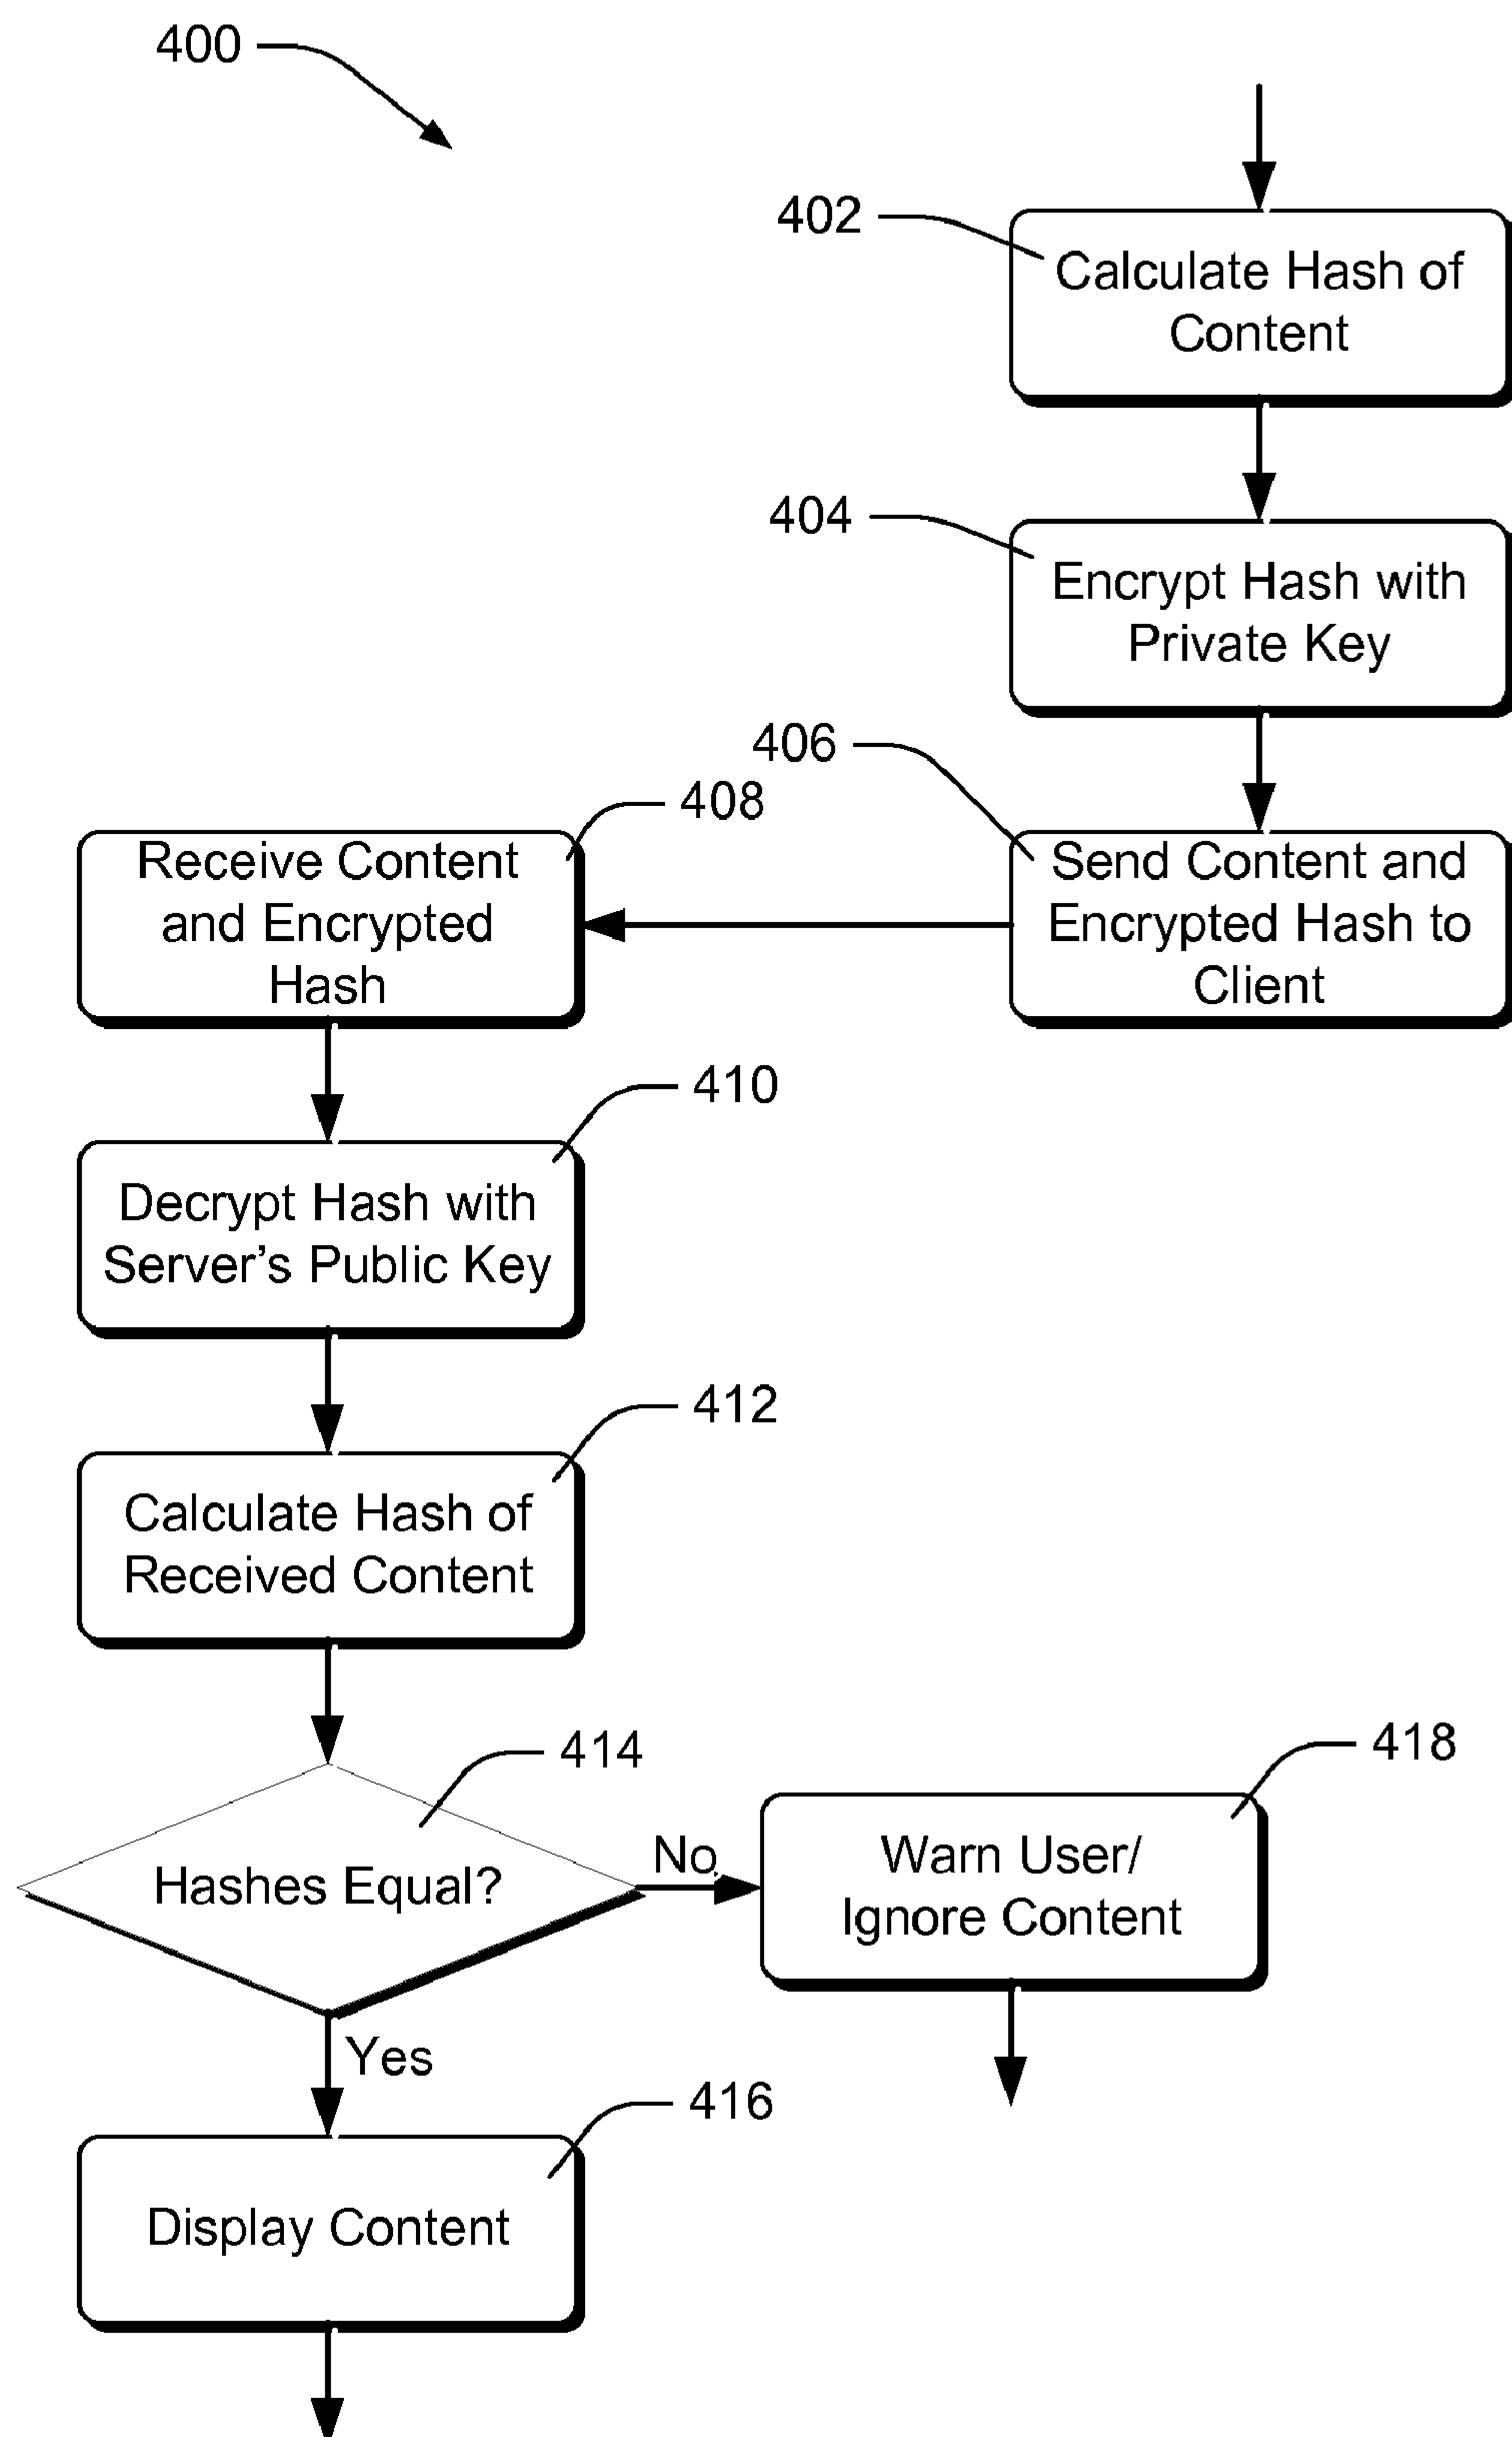 400
402
Calculate Hash of
Content
404
Encrypt Hash with
Private Key
406
Send Content and
Encrypted Hash to
Client
408
Receive Content
and Encrypted
Hash
410
Decrypt Hash with
Server’s Public Key
412
Calculate Hash of
Received Content
414
Hashes Equal?
No
418
Warn User/
Ignore Content
Yes
416
Display Content